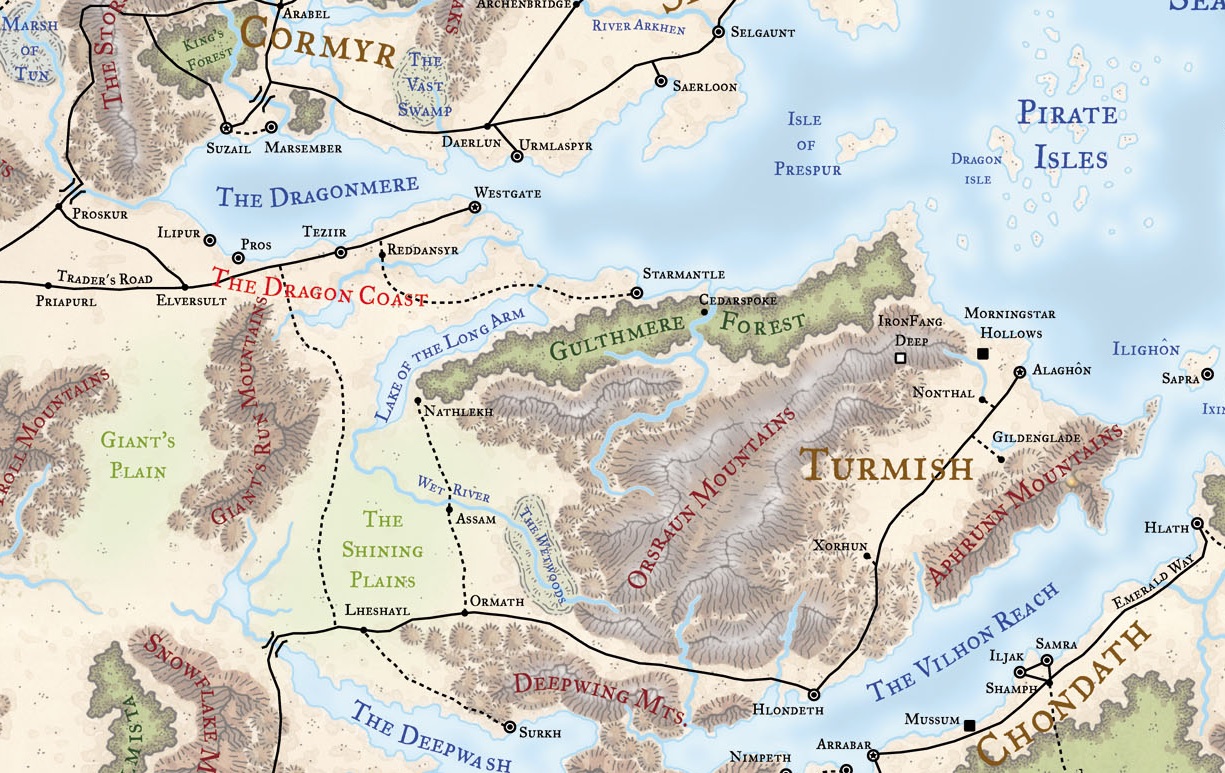 Marsh
of
Tun
The Stor
Arabel
King's
Forest
Cormyr
Archenbridge
River Arkhen
Selgaunt
Sea
The
Vast
Swamp
Saerloon
Suzail
Marsember
Daerlun
Urmlaspyr
Isle
of
Prespur
Pirate
Isles
Dragon
isle
The Dragonmere
Westgate
Proskur
Ilipur
Pros
Teziir
Reddansyr
Trader's Road
Priapurl
Elversult
The Dragon Coast
Starmantle
Cedarspoke
Gulthmere Forest
Lake of the Long Arm
IronFang
Deep
Morningstar
Hollows
Ilighôn
Alaghôn
Sapra
Nonthal
Nathlekh
Troll Mountains
Giant's
Plain
Giant's Run Mountains
Gildenglade
Turmish
Orsraun Mountains
Aphrunn Mountains
Wet River
Assam
The Wetwoods
The
Shining
Plains
Xorhun
Hlath
Emerald Way
Lheshayl
Ormath
The Vilhon Reach
Samra
Iljak
Shamph
Snowflake M
Mista
Deepwing Mts.
Hlondeth
Chondath
Mussum
The Deepwash
Surkh
Arrabar
Nimpeth